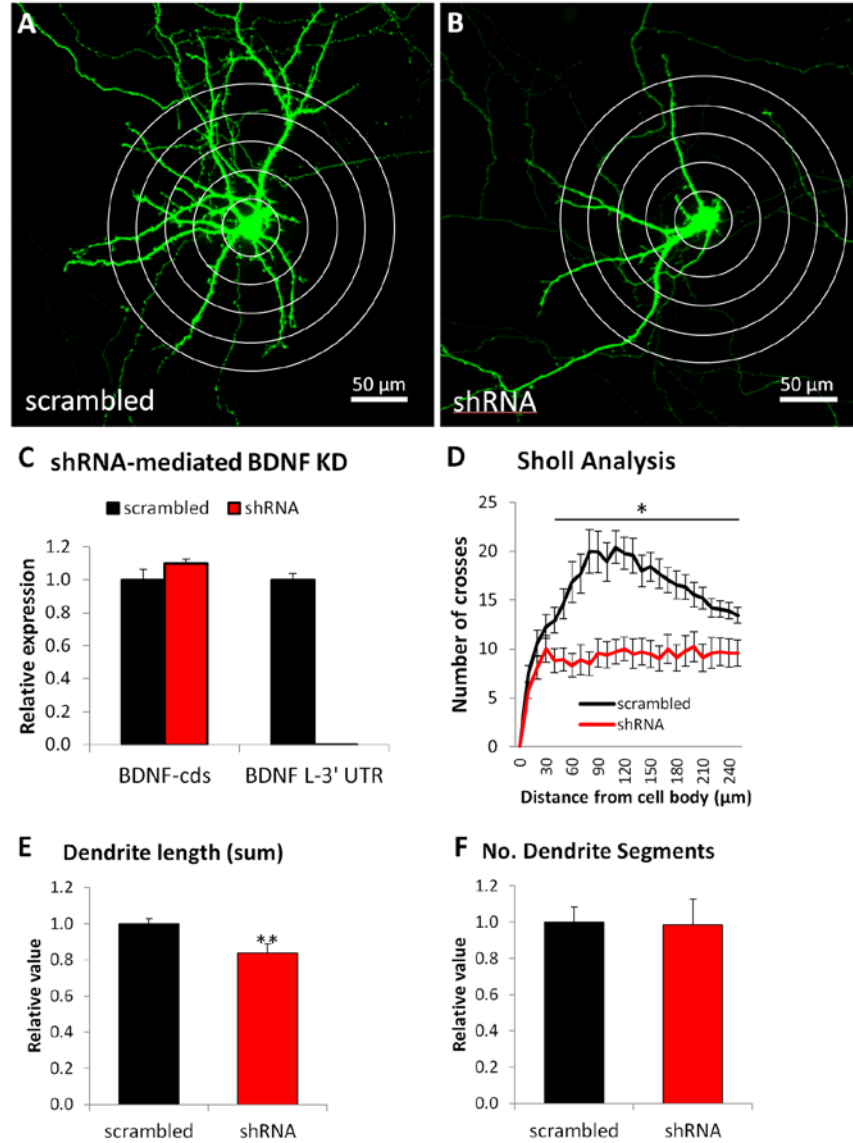 A
B
scrambled
50 µm
shRNA
50 µm
C shRNA-mediated BDNF KD
scrambled shRNA
Relative expression
1.2
1.0
0.8
0.6
0.4
0.2
0.0
BDNF-cds BDNF L-3' UTR
D Sholl Analysis
Number of crosses
25
20
15
10
5
0
*
scrambled
shRNA
0 30 60 90 120 150 180 210 240
Distance from cell body (µm)
E Dendrite length (sum)
Relative value
1.2
1.0
0.8
0.6
0.4
0.2
0.0
**
scrambled shRNA
F No. Dendrite Segments
Relative value
1.2
1.0
0.8
0.6
0.4
0.2
0.0
scrambled shRNA